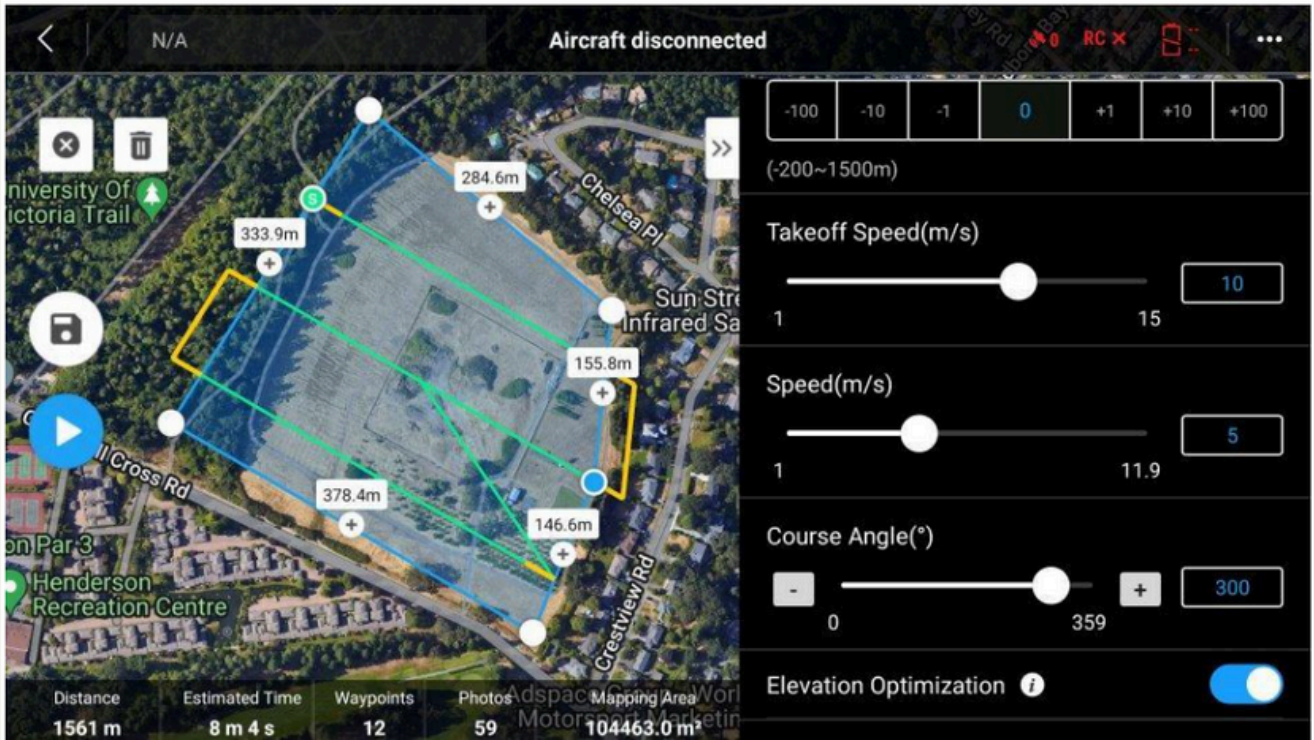 N/A
Aircraft disconnected
0
RC
University Of
Victoria Trail
284.6m
Chelsea Pl
S
333.9m
Sun Stre
Infrared Sa
155.8m
ll Cross Rd
378.4m
146.6m
on Par 3
Henderson
Recreation Centre
Crestview Rd
Distance
Estimated Time
Waypoints
Photos
Mapping Area
1561 m
8 m 4 s
12
59
104463.0 m²
-100
-10
-1
0
+1
+10
+100
(-200~1500m)
Takeoff Speed(m/s)
10
1
15
Speed(m/s)
5
1
11.9
Course Angle(°)
-
+
300
0
359
Elevation Optimization i